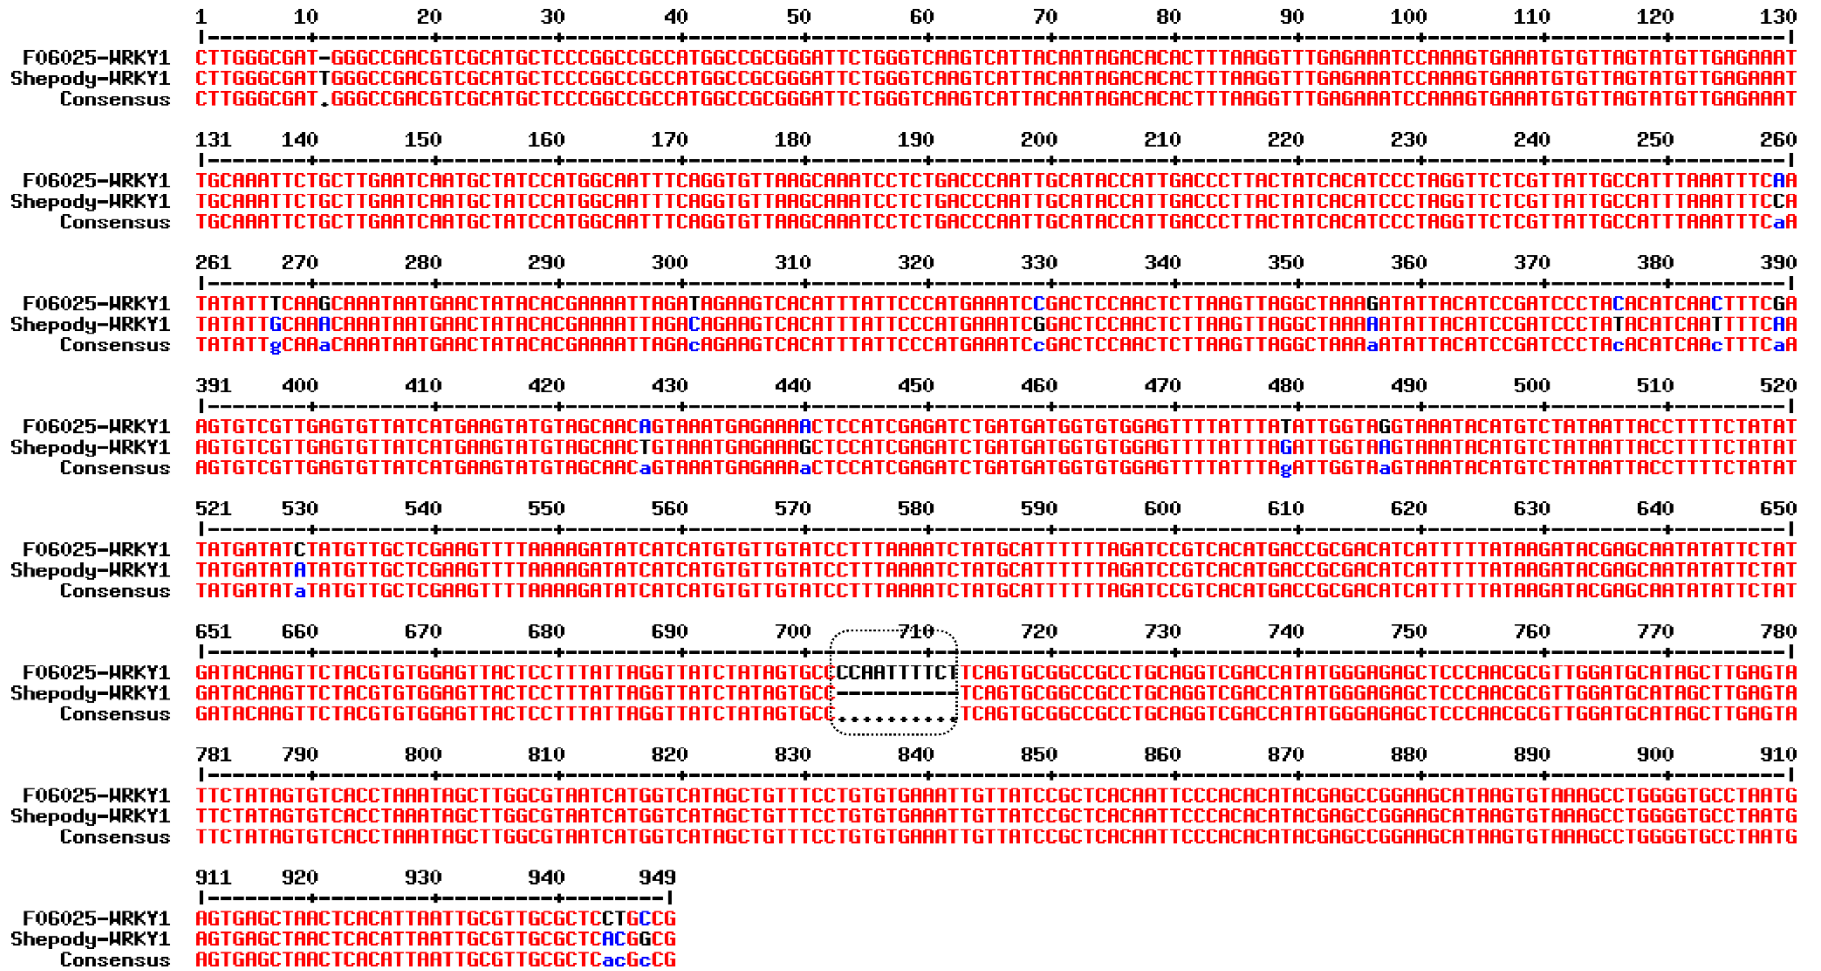 1 10 20 30 40 50 60 70 80 90 100 110 120 130
|--------+---------+---------+---------+---------+---------+---------+---------+---------+---------+---------+---------+---------|
F06025-WRKY1 CTTGGGCGAT-GGGCCGACGTCGCATGCTCCCGGCCGCCATGGCCGCGGGATTCTGGGTCAAGTCATTACAATAGACACACTTTAAGGTTTGAGAAATCCAAAGTGAAATGTGTTAGTATGTTGAGAAAT
Shepody-WRKY1 CTTGGGCGATTGGGCCGACGTCGCATGCTCCCGGCCGCCATGGCCGCGGGATTCTGGGTCAAGTCATTACAATAGACACACTTTAAGGTTTGAGAAATCCAAAGTGAAATGTGTTAGTATGTTGAGAAAT
Consensus CTTGGGCGAT.GGGCCGACGTCGCATGCTCCCGGCCGCCATGGCCGCGGGATTCTGGGTCAAGTCATTACAATAGACACACTTTAAGGTTTGAGAAATCCAAAGTGAAATGTGTTAGTATGTTGAGAAAT
131 140 150 160 170 180 190 200 210 220 230 240 250 260
|--------+---------+---------+---------+---------+---------+---------+---------+---------+---------+---------+---------+---------|
F06025-WRKY1 TGCAAATTCTGCTTGAATCAATGCTATCCATGGCAATTTCAGGTGTTAAGCAAATCCTCTGACCCAATTGCATACCATTGACCCTTACTATCACATCCCTAGGTTCTCGTTATTGCCATTTAAATTTCAA
Shepody-WRKY1 TGCAAATTCTGCTTGAATCAATGCTATCCATGGCAATTTCAGGTGTTAAGCAAATCCTCTGACCCAATTGCATACCATTGACCCTTACTATCACATCCCTAGGTTCTCGTTATTGCCATTTAAATTTCCA
Consensus TGCAAATTCTGCTTGAATCAATGCTATCCATGGCAATTTCAGGTGTTAAGCAAATCCTCTGACCCAATTGCATACCATTGACCCTTACTATCACATCCCTAGGTTCTCGTTATTGCCATTTAAATTTCaA
261 270 280 290 300 310 320 330 340 350 360 370 380 390
|--------+---------+---------+---------+---------+---------+---------+---------+---------+---------+---------+---------+---------|
F06025-WRKY1 TATATTTCAAGCAAATAATGAACTATACACGAAAATTAGATAGAAGTCACATTTATTCCCATGAAATCCCGACTCCAACTCTTAAGTTAGGCTAAAGATATTACATCCGATCCCTACACATCAACTTTCGA
Shepody-WRKY1 TATATTGCAAACAAATAATGAACTATACACGAAAATTAGACAGAAGTCACATTTATTCCCATGAAATCGGACTCCAACTCTTAAGTTAGGCTAAAAATATTACATCCGATCCCTATACATCAATTTTCAA
Consensus TATATTgCAAaCAAATAATGAACTATACACGAAAATTAGAcAGAAGTCACATTTATTCCCATGAAATCcGACTCCAACTCTTAAGTTAGGCTAAAaATATTACATCCGATCCCTAcACATCAAcTTTCaA
391 400 410 420 430 440 450 460 470 480 490 500 510 520
|--------+---------+---------+---------+---------+---------+---------+---------+---------+---------+---------+---------+---------|
F06025-WRKY1 AGTGTCGTTGAGTGTTATCATGAAGTATGTAGCAACAGTAAATGAGAAAACTCCATCGAGATCTGATGATGGTGTGGAGTTTTATTTATATTGGTAGGTAAATACATGTCTATAATTACCTTTTCTATAT
Shepody-WRKY1 AGTGTCGTTGAGTGTTATCATGAAGTATGTAGCAACTGTAAATGAGAAAGCTCCATCGAGATCTGATGATGGTGTGGAGTTTTATTTAGATTGGTAAGTAAATACATGTCTATAATTACCTTTTCTATAT
Consensus AGTGTCGTTGAGTGTTATCATGAAGTATGTAGCAACaGTAAATGAGAAAaCTCCATCGAGATCTGATGATGGTGTGGAGTTTTATTTAgATTGGTAaGTAAATACATGTCTATAATTACCTTTTCTATAT
521 530 540 550 560 570 580 590 600 610 620 630 640 650
|--------+---------+---------+---------+---------+---------+---------+---------+---------+---------+---------+---------+---------|
F06025-WRKY1 TATGATATCTATGTTGCTCGAAGTTTTAAAAGATATCATCATGTGTTGTATCCTTTAAAATCTATGCATTTTTTAGATCCGTCACATGACCGCGACATCATTTTTATAAGATACGAGCAATATATTCTAT
Shepody-WRKY1 TATGATATATATGTTGCTCGAAGTTTTAAAAGATATCATCATGTGTTGTATCCTTTAAAATCTATGCATTTTTTAGATCCGTCACATGACCGCGACATCATTTTTATAAGATACGAGCAATATATTCTAT
Consensus TATGATATaTATGTTGCTCGAAGTTTTAAAAGATATCATCATGTGTTGTATCCTTTAAAATCTATGCATTTTTTAGATCCGTCACATGACCGCGACATCATTTTTATAAGATACGAGCAATATATTCTAT
651 660 670 680 690 700 710 720 730 740 750 760 770 780
|--------+---------+---------+---------+---------+---------+---------+---------+---------+---------+---------+---------+---------|
F06025-WRKY1 GATACAAGTTCTACGTGTGGAGTTACTCCTTTATTAGGTTATCTATAGTGCCCCAATTTTCTTCAGTGCGGCCGCCTGCAGGTCGACCATATGGGAGAGCTCCCAACGCGTTGGATGCATAGCTTGAGTA
Shepody-WRKY1 GATACAAGTTCTACGTGTGGAGTTACTCCTTTATTAGGTTATCTATAGTGCC----------TCAGTGCGGCCGCCTGCAGGTCGACCATATGGGAGAGCTCCCAACGCGTTGGATGCATAGCTTGAGTA
Consensus GATACAAGTTCTACGTGTGGAGTTACTCCTTTATTAGGTTATCTATAGTGCC..........TCAGTGCGGCCGCCTGCAGGTCGACCATATGGGAGAGCTCCCAACGCGTTGGATGCATAGCTTGAGTA
781 790 800 810 820 830 840 850 860 870 880 890 900 910
|--------+---------+---------+---------+---------+---------+---------+---------+---------+---------+---------+---------+---------|
F06025-WRKY1 TTCTATAGTGTCACCTAAATAGCTTGGCGTAATCATGGTCATAGCTGTTTCCTGTGTGAAATTGTTATCCGCTCACAATTCCCACACATACGAGCCGGAAGCATAAGTGTAAAGCCTGGGGTGCCTAATG
Shepody-WRKY1 TTCTATAGTGTCACCTAAATAGCTTGGCGTAATCATGGTCATAGCTGTTTCCTGTGTGAAATTGTTATCCGCTCACAATTCCCACACATACGAGCCGGAAGCATAAGTGTAAAGCCTGGGGTGCCTAATG
Consensus TTCTATAGTGTCACCTAAATAGCTTGGCGTAATCATGGTCATAGCTGTTTCCTGTGTGAAATTGTTATCCGCTCACAATTCCCACACATACGAGCCGGAAGCATAAGTGTAAAGCCTGGGGTGCCTAATG
911 920 930 940 949
|--------+---------+---------+--------|
F06025-WRKY1 AGTGAGCTAACTCACATTAATTGCGTTGCGCTCCTGCCG
Shepody-WRKY1 AGTGAGCTAACTCACATTAATTGCGTTGCGCTCACGGCG
Consensus AGTGAGCTAACTCACATTAATTGCGTTGCGCTCacGcCG